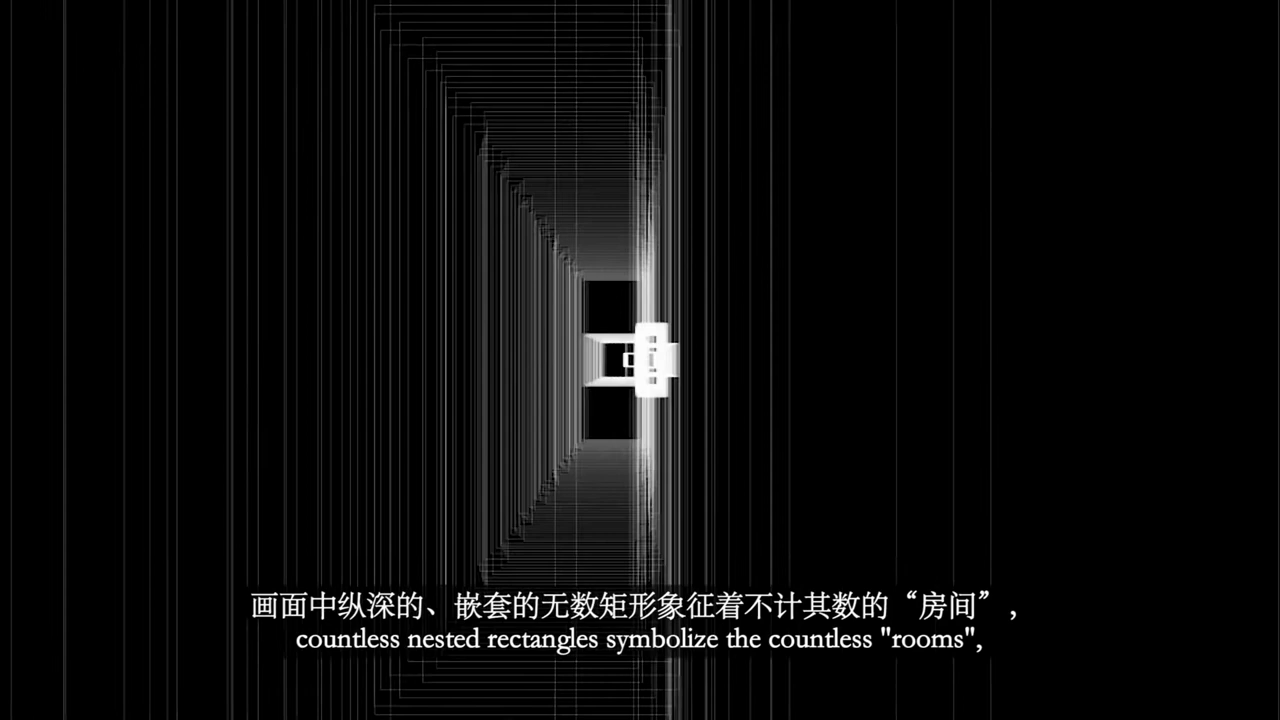 画面中纵深的、嵌套的无数矩形象征着不计其数的“房间”，
countless nested rectangles symbolize the countless "rooms",